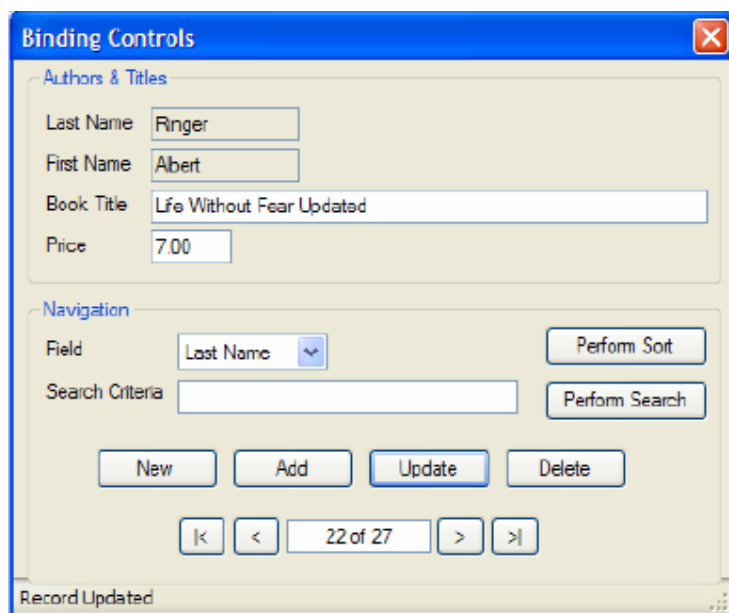 Binding Controls
Authors & Titles
Last Name Ringer
First Name Albert
Book Title Life Without Fear Updated
Price 7.00
Navigation
Field Last Name Perform Sort
Search Criteria Perform Search
New Add Update Delete
|< < 22 of 27 > >|
Record Updated